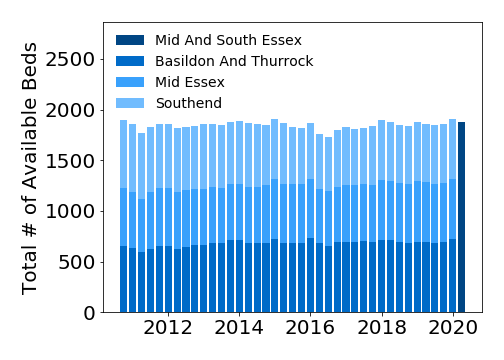 Total # of Available Beds
2500
2000
1500
1000
500
0
Mid And South Essex
Basildon And Thurrock
Mid Essex
Southend
2012 2014 2016 2018 2020